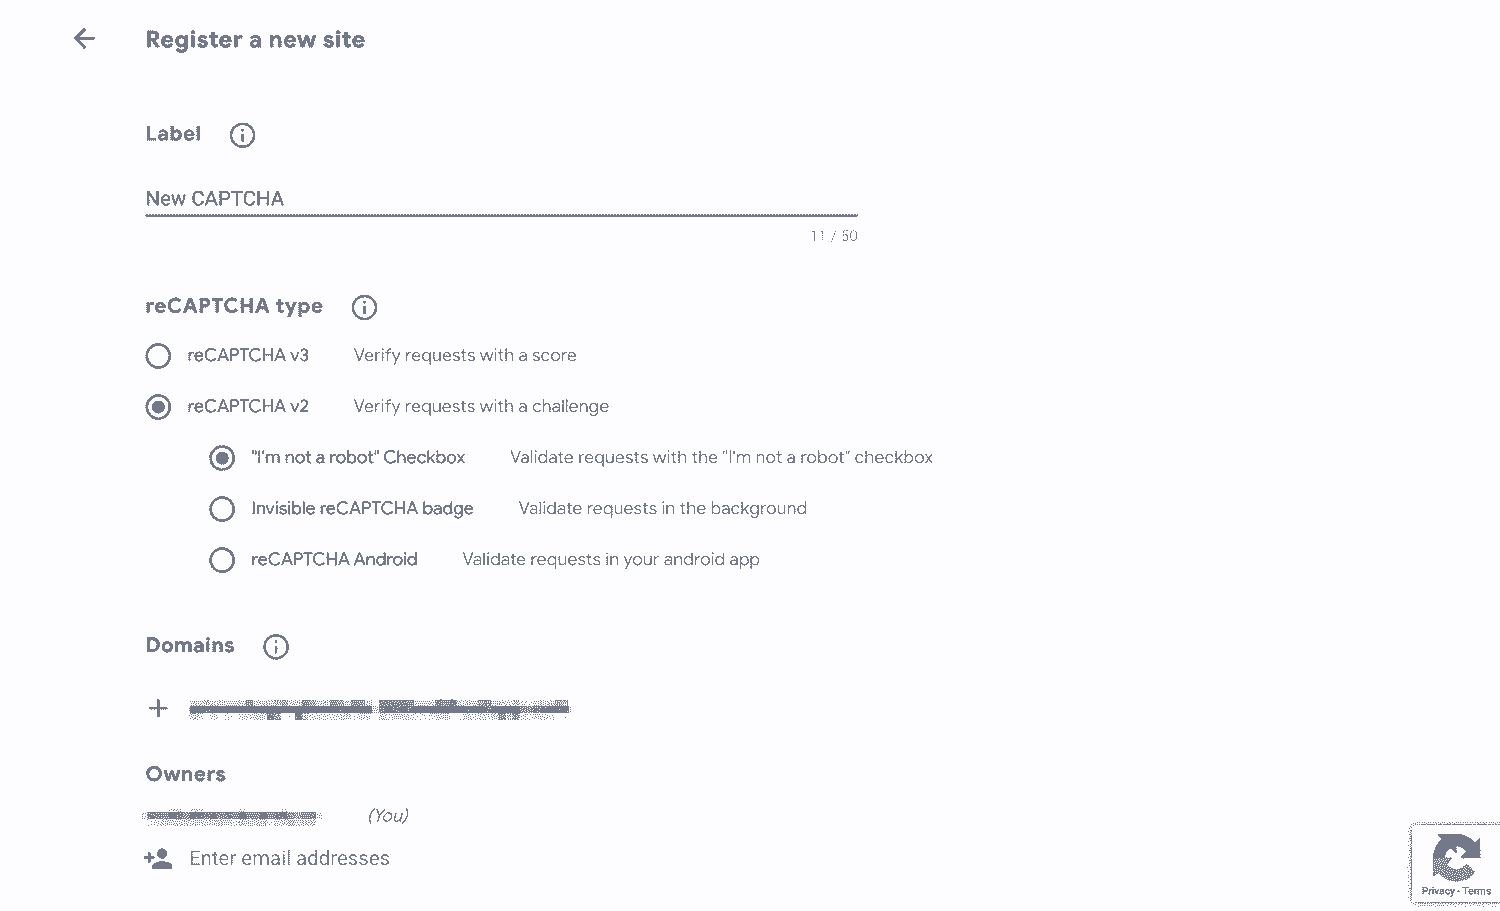 Register a new site
Label
New CAPTCHA
11 / 50
reCAPTCHA type
reCAPTCHA v3 Verify requests with a score
reCAPTCHA v2 Verify requests with a challenge
"I'm not a robot" Checkbox Validate requests with the "I'm not a robot" checkbox
Invisible reCAPTCHA badge Validate requests in the background
reCAPTCHA Android Validate requests in your android app
Domains
Owners
(You)
Enter email addresses
Privacy - Terms